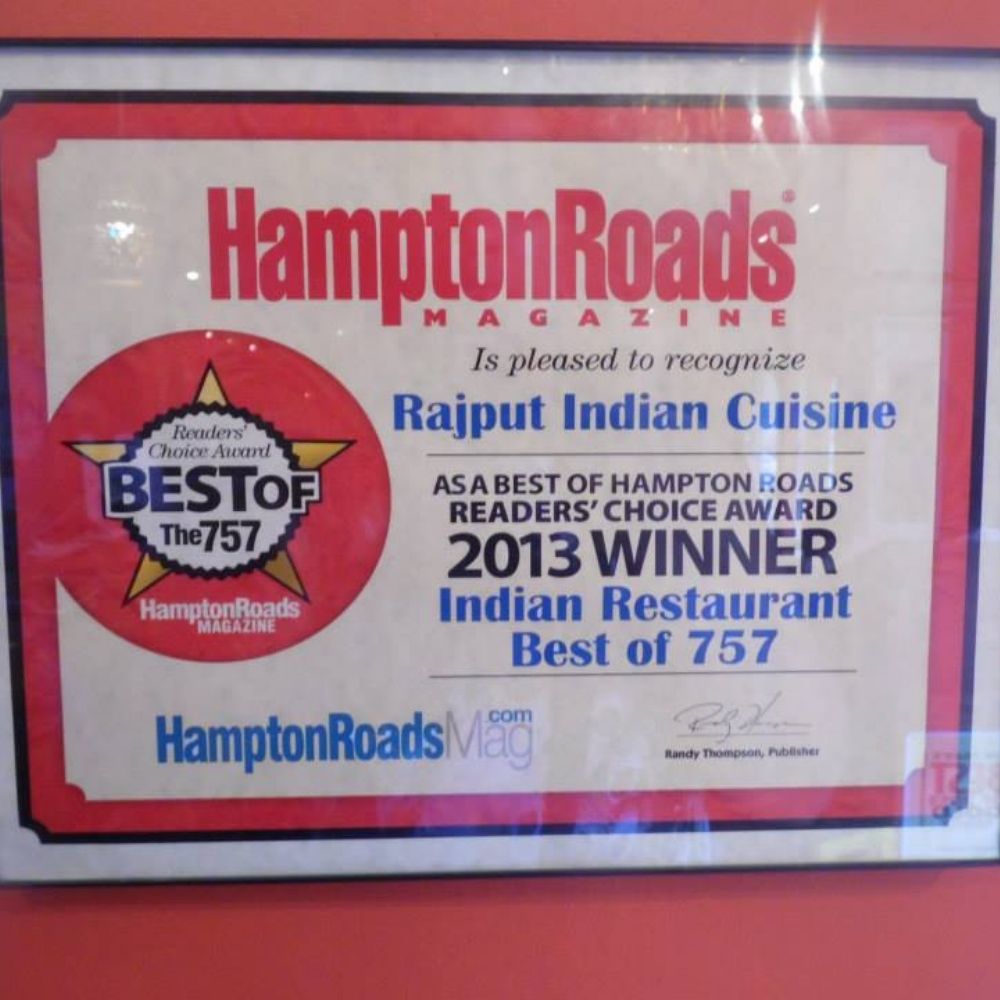 HamptonRoads®
MAGAZINE
Is pleased to recognize
Rajput Indian Cuisine
AS A BEST OF HAMPTON ROADS
READERS' CHOICE AWARD
2013 WINNER
Indian Restaurant
Best of 757
Readers'
Choice Award
BEST OF
The 757
HamptonRoads
MAGAZINE
HamptonRoadsMag.com
Randy Thompson, Publisher